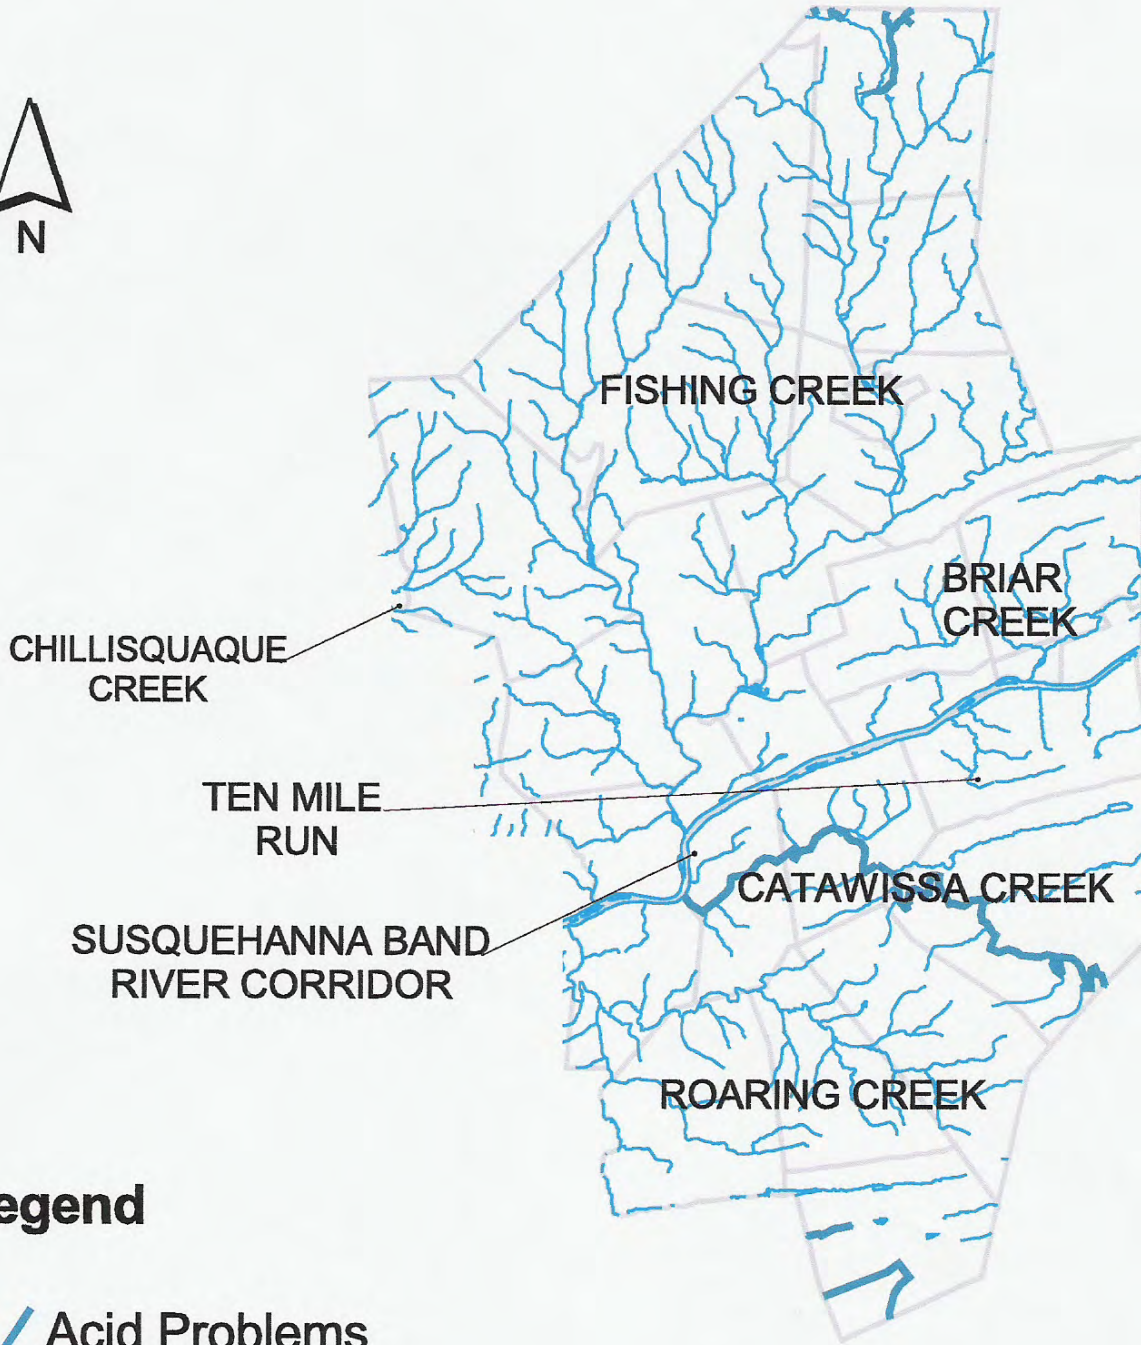 N
FISHING CREEK
BRIAR
CREEK
CHILLISQUAQUE
CREEK
TEN MILE
RUN
CATAWISSA CREEK
SUSQUEHANNA BAND
RIVER CORRIDOR
ROARING CREEK
egend
Acid Problems